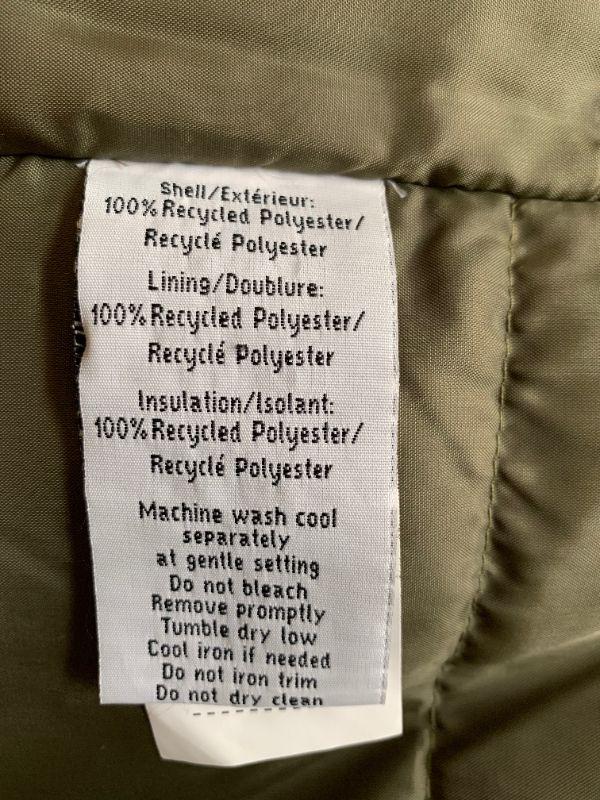 Shell/Extérieur:
100% Recycled Polyester/
Recyclé Polyester
Lining/Doublure:
100% Recycled Polyester/
Recyclé Polyester
Insulation/Isolant:
100% Recycled Polyester/
Recyclé Polyester
Machine wash cool
separately
at gentle setting
Do not bleach
Remove promptly
Tumble dry low
Cool iron if needed
Do not iron trim
Do not dry clean